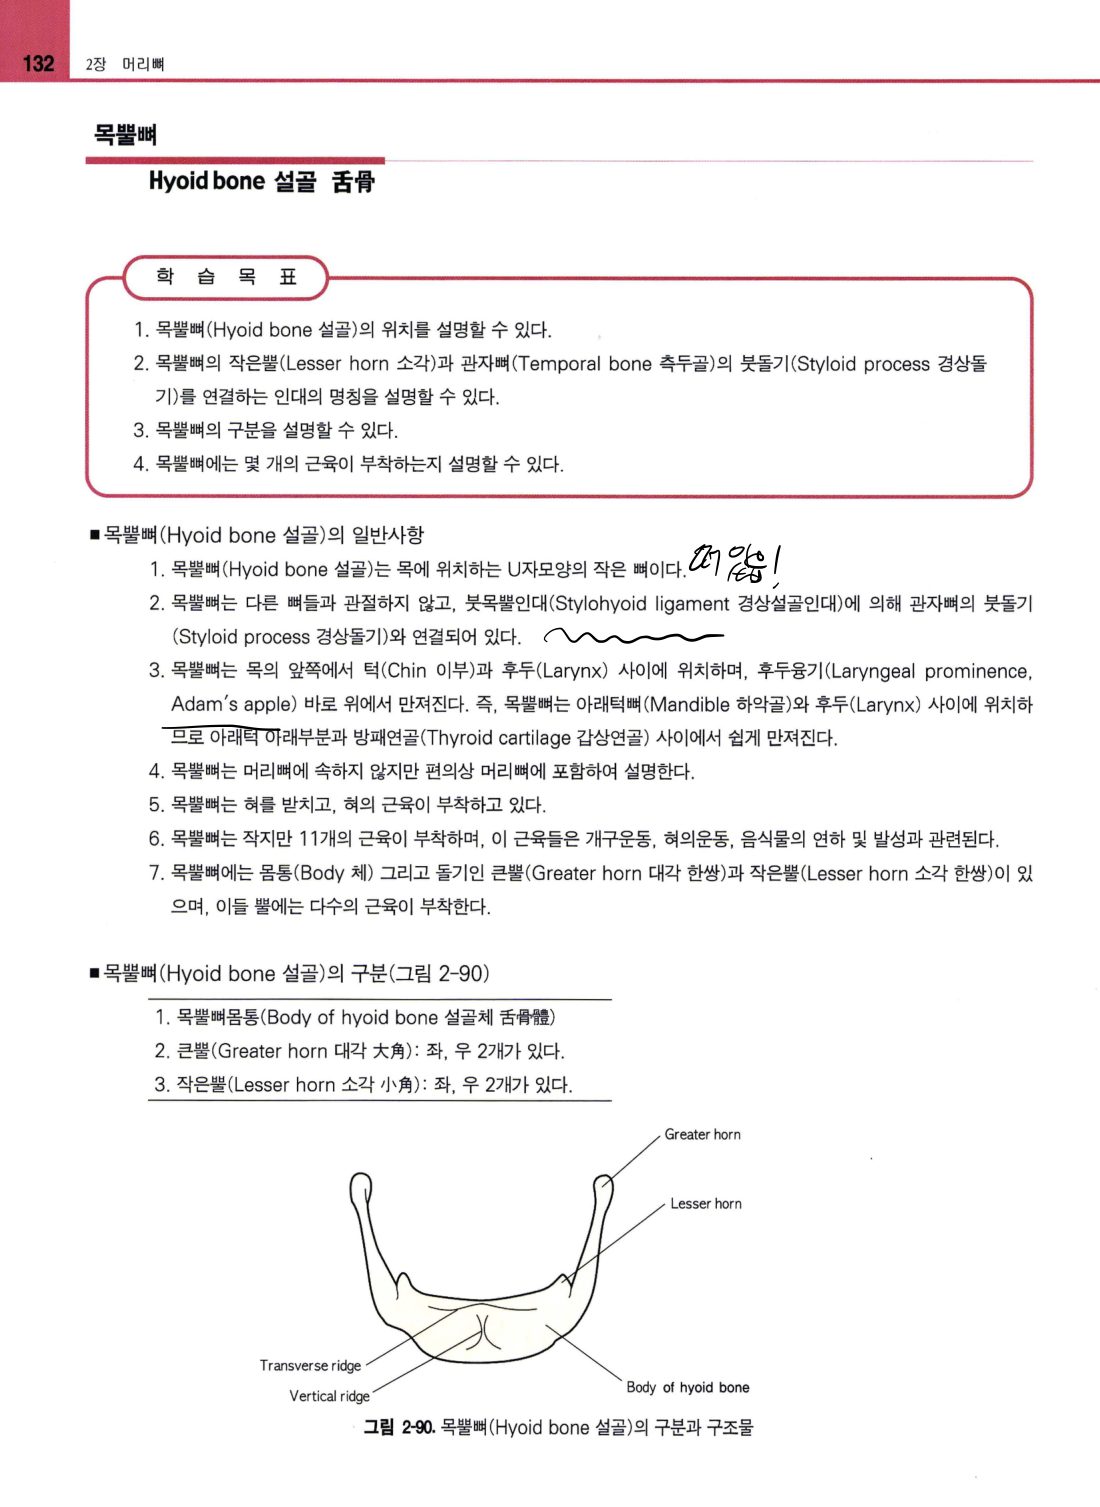 132 2장 머리뼈
목뿔뼈
Hyoid bone 설골 舌骨
학 습 목 표
1. 목뿔뼈(Hyoid bone 설골)의 위치를 설명할 수 있다.
2. 목뿔뼈의 작은뿔(Lesser horn 소각)과 관자뼈(Temporal bone 측두골)의 붓돌기(Styloid process 경상돌
기)를 연결하는 인대의 명칭을 설명할 수 있다.
3. 목뿔뼈의 구분을 설명할 수 있다.
4. 목뿔뼈에는 몇 개의 근육이 부착하는지 설명할 수 있다.
■ 목뿔뼈(Hyoid bone 설골)의 일반사항
1. 목뿔뼈(Hyoid bone 설골)는 목에 위치하는 U자모양의 작은 뼈이다.
2. 목뿔뼈는 다른 뼈들과 관절하지 않고, 붓목뿔인대(Stylohyoid ligament 경상설골인대)에 의해 관자뼈의 붓돌기
(Styloid process 경상돌기)와 연결되어 있다.
3. 목뿔뼈는 목의 앞쪽에서 턱(Chin 이부)과 후두(Larynx) 사이에 위치하며, 후두융기(Laryngeal prominence,
Adam's apple) 바로 위에서 만져진다. 즉, 목뿔뼈는 아래턱뼈(Mandible 하악골)와 후두(Larynx) 사이에 위치하
므로 아래턱 아래부분과 방패연골(Thyroid cartilage 갑상연골) 사이에서 쉽게 만져진다.
4. 목뿔뼈는 머리뼈에 속하지 않지만 편의상 머리뼈에 포함하여 설명한다.
5. 목뿔뼈는 혀를 받치고, 혀의 근육이 부착하고 있다.
6. 목뿔뼈는 작지만 11개의 근육이 부착하며, 이 근육들은 개구운동, 혀의운동, 음식물의 연하 및 발성과 관련된다.
7. 목뿔뼈에는 몸통(Body 체) 그리고 돌기인 큰뿔(Greater horn 대각 한쌍)과 작은뿔(Lesser horn 소각 한쌍)이 있
으며, 이들 뿔에는 다수의 근육이 부착한다.
■ 목뿔뼈(Hyoid bone 설골)의 구분(그림 2-90)
1. 목뿔뼈몸통(Body of hyoid bone 설골체 舌骨體)
2. 큰뿔(Greater horn 대각 大角): 좌, 우 2개가 있다.
3. 작은뿔(Lesser horn 소각 小角): 좌, 우 2개가 있다.
Greater horn
Lesser horn
Transverse ridge
Vertical ridge
Body of hyoid bone
그림 2-90. 목뿔뼈(Hyoid bone 설골)의 구분과 구조물